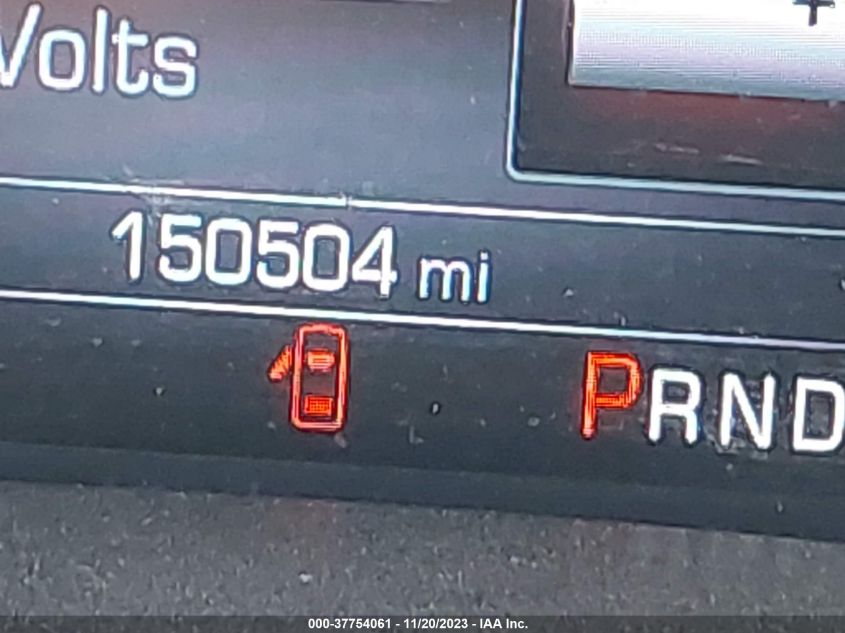 Volts
+
150504 mi
PRND
000-37754061 - 11/20/2023 - IAA Inc.